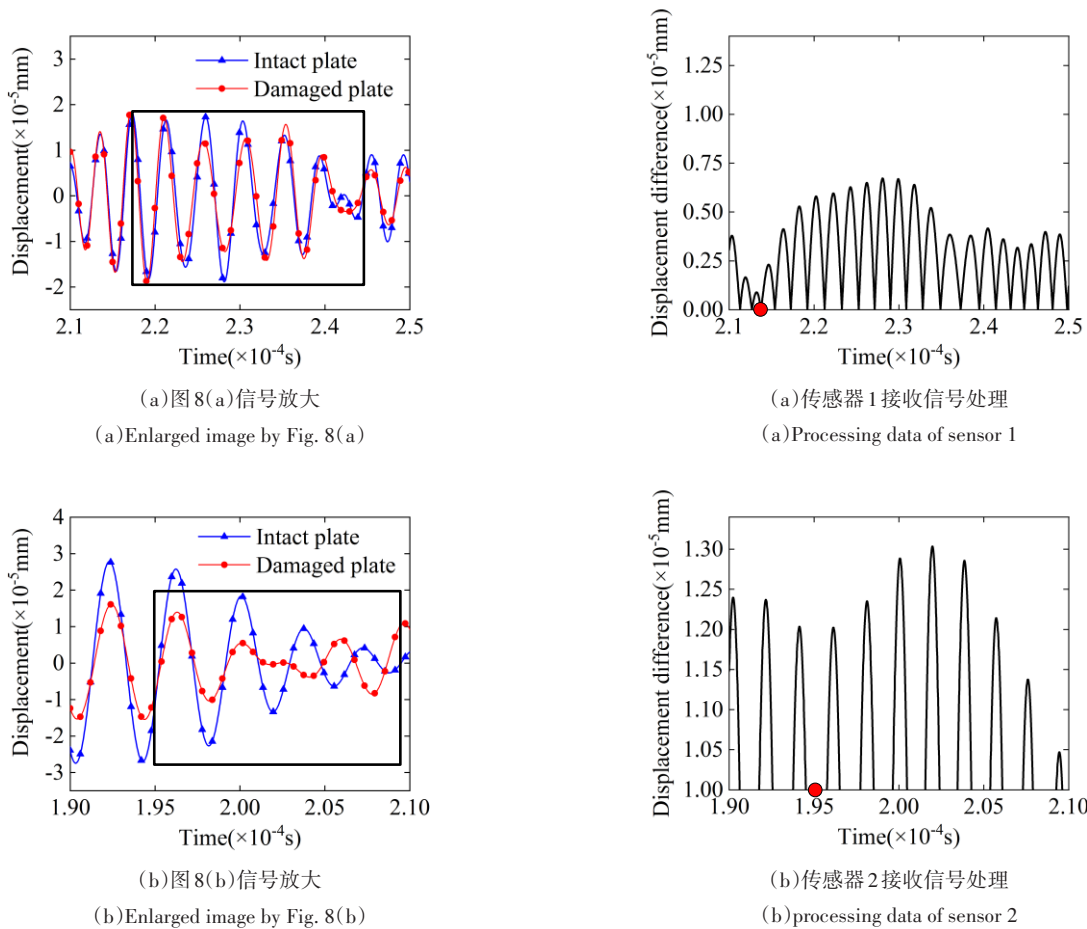 Displacement(×10⁻⁵mm)
3
2
1
0
-1
-2
Intact plate
Damaged plate
2.1 2.2 2.3 2.4 2.5
Time(×10⁻⁴s)
(a)图8(a)信号放大
(a)Enlarged image by Fig. 8(a)
Displacement difference(×10⁻⁵mm)
1.25
1.00
0.75
0.50
0.25
0.00
2.1 2.2 2.3 2.4 2.5
Time(×10⁻⁴s)
(a)传感器1接收信号处理
(a)Processing data of sensor 1
Displacement(×10⁻⁵mm)
4
3
2
1
0
-1
-2
-3
Intact plate
Damaged plate
1.90 1.95 2.00 2.05 2.10
Time(×10⁻⁴s)
(b)图8(b)信号放大
(b)Enlarged image by Fig. 8(b)
Displacement difference(×10⁻⁵mm)
1.30
1.25
1.20
1.15
1.10
1.05
1.00
1.90 1.95 2.00 2.05 2.10
Time(×10⁻⁴s)
(b)传感器2接收信号处理
(b)processing data of sensor 2